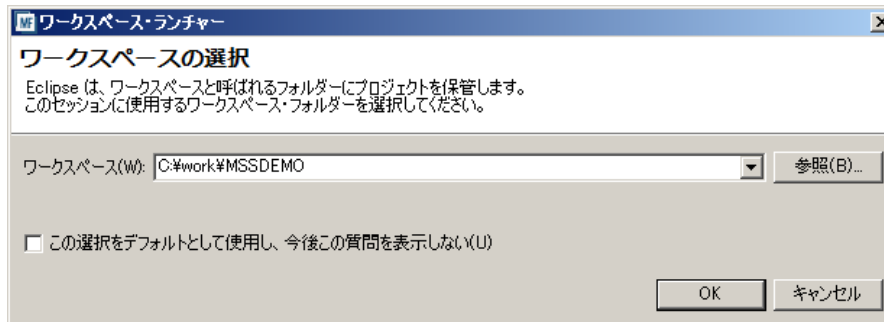 MF ワークスペース・ランチャー
ワークスペースの選択
Eclipse は、ワークスペースと呼ばれるフォルダーにプロジェクトを保管します。
このセッションに使用するワークスペース・フォルダーを選択してください。
ワークスペース(W): C:¥work¥MSSDEMO 参照(B)...
この選択をデフォルトとして使用し、今後この質問を表示しない(U)
OK キャンセル